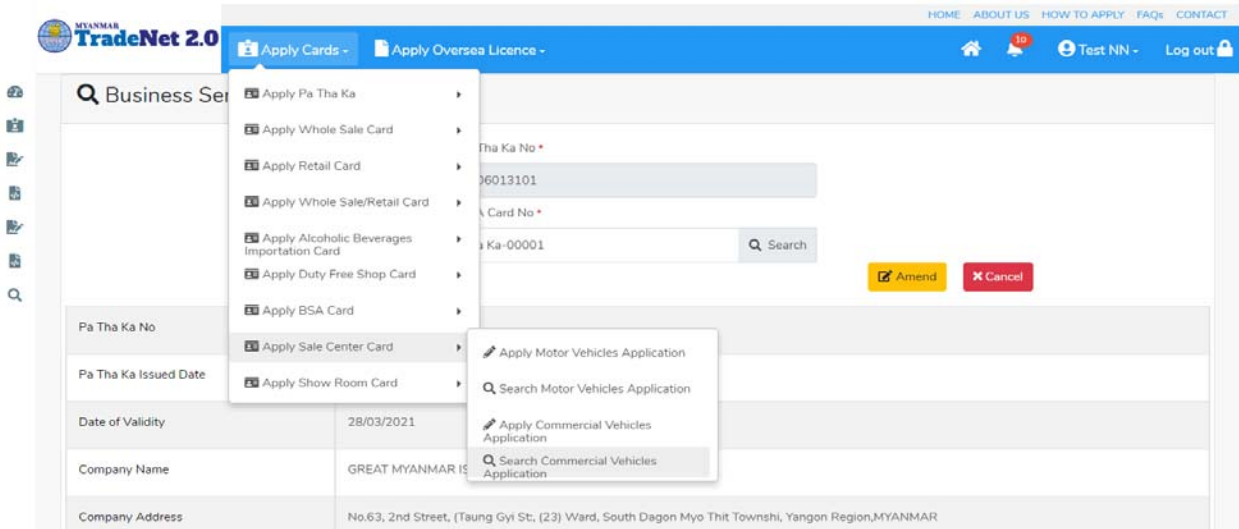 HOME ABOUT US HOW TO APPLY FAQs CONTACT
MYANMAR
TradeNet 2.0
Apply Cards
Apply Oversea Licence
10
Test NN
Log out
Business Ser
Apply Pa Tha Ka
Apply Whole Sale Card
Apply Retail Card
Apply Whole Sale/Retail Card
Apply Alcoholic Beverages
Importation Card
Apply Duty Free Shop Card
Apply BSA Card
Apply Sale Center Card
Apply Show Room Card
Tha Ka No *
06013101
Card No *
Ka-00001
Search
Amend
Cancel
Apply Motor Vehicles Application
Search Motor Vehicles Application
Apply Commercial Vehicles
Application
Search Commercial Vehicles
Application
Pa Tha Ka No
Pa Tha Ka Issued Date
Date of Validity 28/03/2021
Company Name GREAT MYANMAR IS
Company Address No.63, 2nd Street, (Taung Gyi St:, (23) Ward, South Dagon Myo Thit Townshi, Yangon Region,MYANMAR